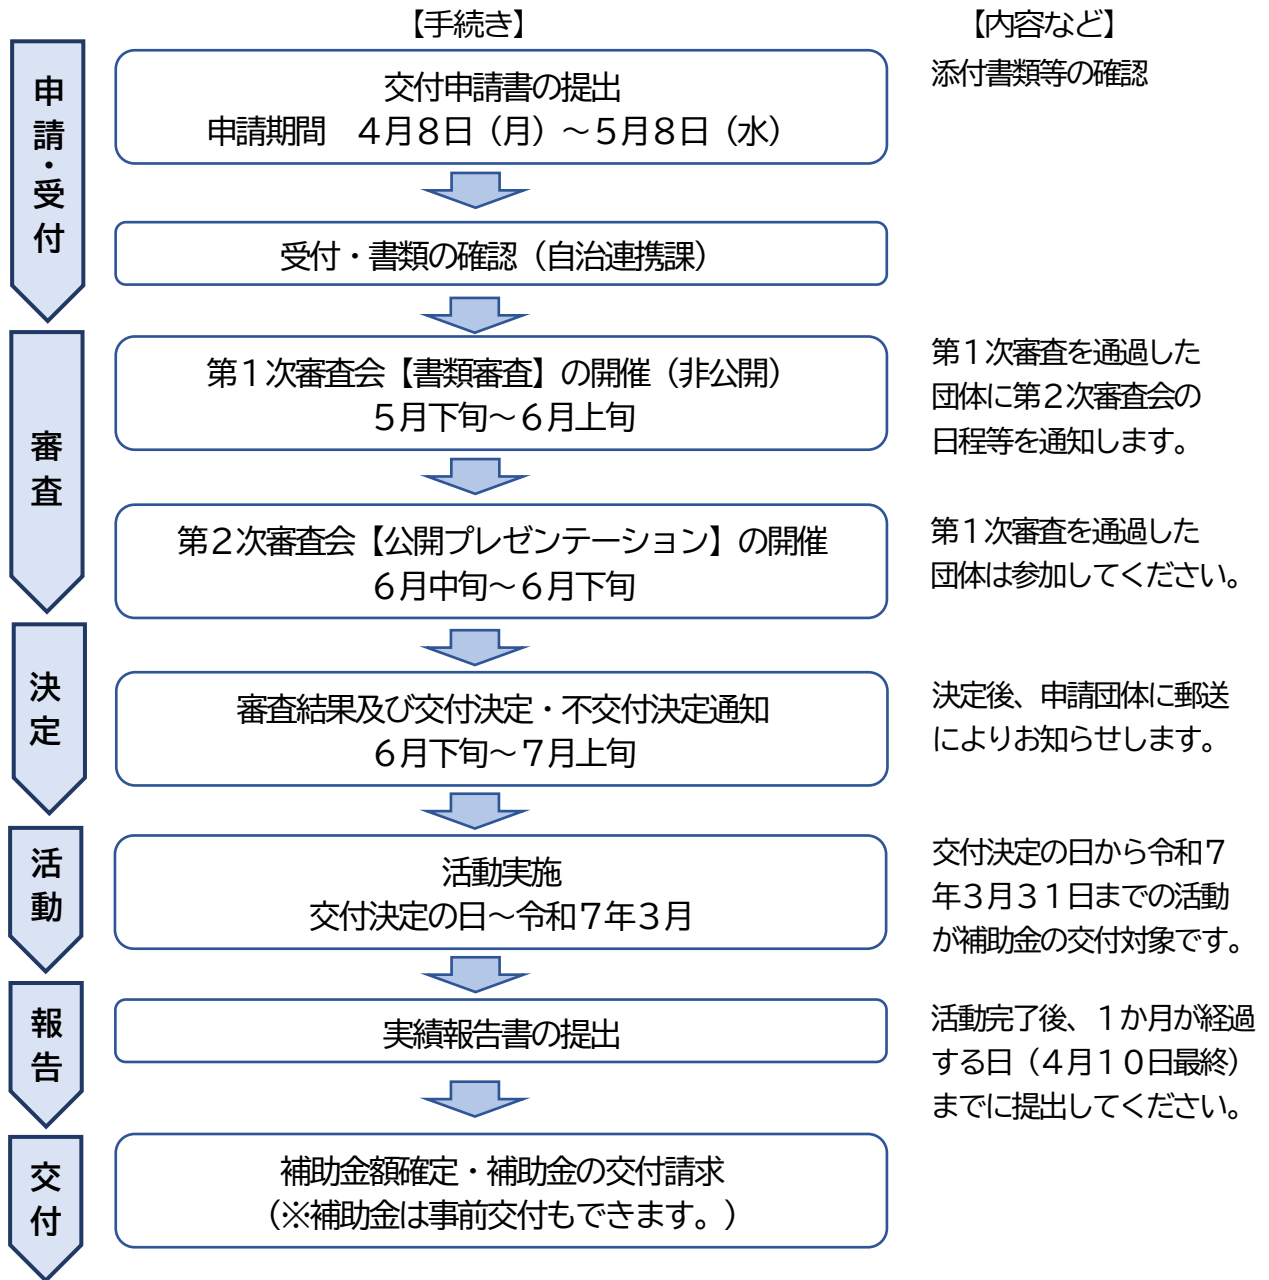 【手続き】
【内容など】
申請・受付
交付申請書の提出
申請期間　４月８日（月）～５月８日（水）
添付書類等の確認
受付・書類の確認（自治連携課）
審査
第１次審査会【書類審査】の開催（非公開）
５月下旬～６月上旬
第１次審査を通過した
団体に第２次審査会の
日程等を通知します。
第２次審査会【公開プレゼンテーション】の開催
６月中旬～６月下旬
第１次審査を通過した
団体は参加してください。
決定
審査結果及び交付決定・不交付決定通知
６月下旬～７月上旬
決定後、申請団体に郵送
によりお知らせします。
活動
活動実施
交付決定の日～令和７年３月
交付決定の日から令和７
年３月３１日までの活動
が補助金の交付対象です。
報告
実績報告書の提出
活動完了後、１か月が経過
する日（４月１０日最終）
までに提出してください。
交付
補助金額確定・補助金の交付請求
（※補助金は事前交付もできます。）